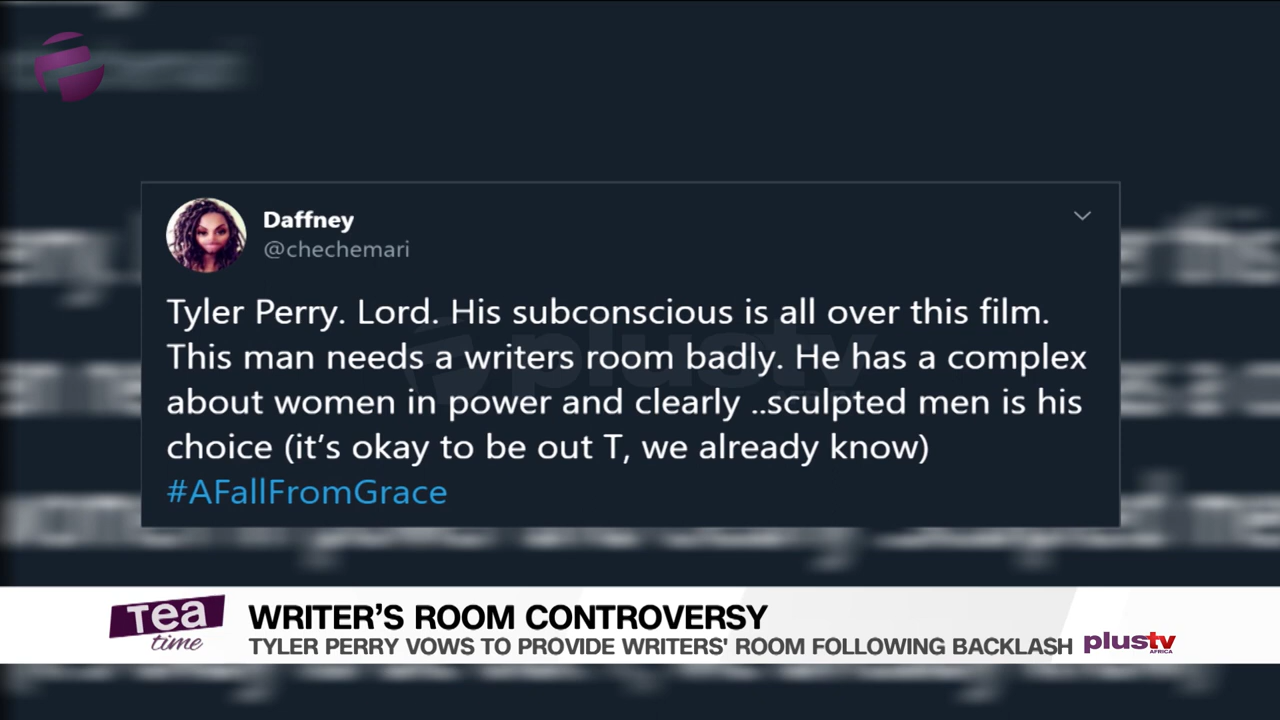 Daffney
@chechemari
Tyler Perry. Lord. His subconscious is all over this film.
This man needs a writers room badly. He has a complex
about women in power and clearly ..sculpted men is his
choice (it's okay to be out T, we already know)
#AFallFromGrace
plustv
Tea
time
WRITER'S ROOM CONTROVERSY
TYLER PERRY VOWS TO PROVIDE WRITERS' ROOM FOLLOWING BACKLASH
plustv
AFRICA